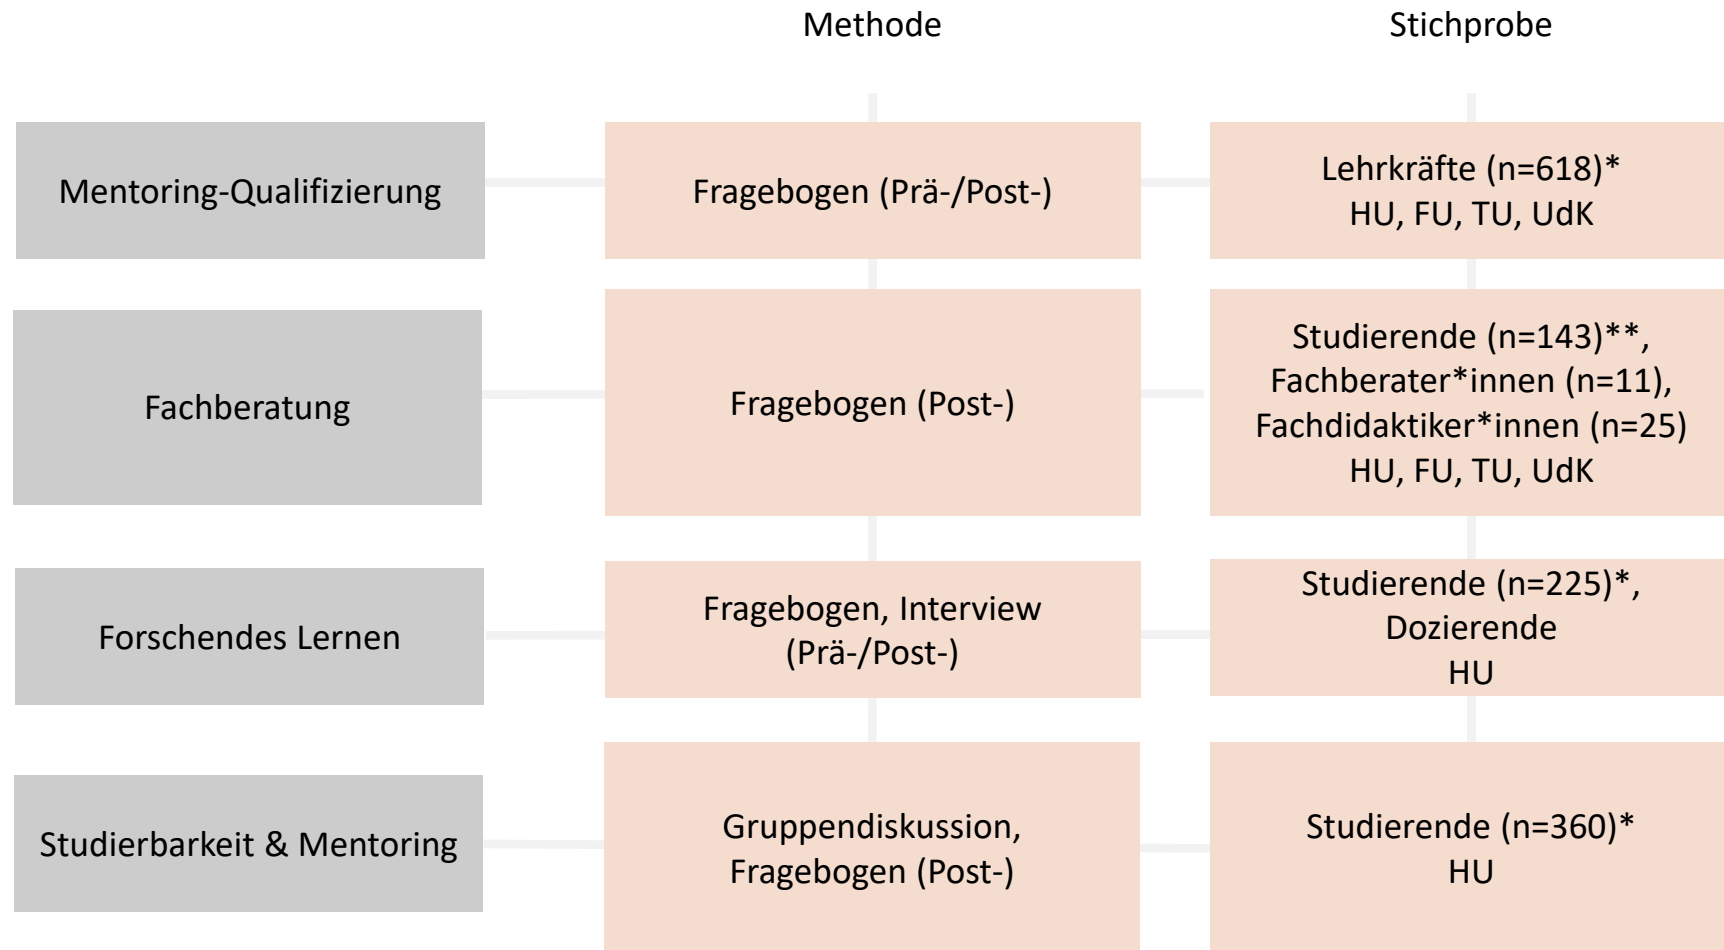 Methode
Stichprobe
Mentoring-Qualifizierung
Fragebogen (Prä-/Post-)
Lehrkräfte (n=618)*
HU, FU, TU, UdK
Fachberatung
Fragebogen (Post-)
Studierende (n=143)**,
Fachberater*innen (n=11),
Fachdidaktiker*innen (n=25)
HU, FU, TU, UdK
Forschendes Lernen
Fragebogen, Interview
(Prä-/Post-)
Studierende (n=225)*,
Dozierende
HU
Studierbarkeit & Mentoring
Gruppendiskussion,
Fragebogen (Post-)
Studierende (n=360)*
HU